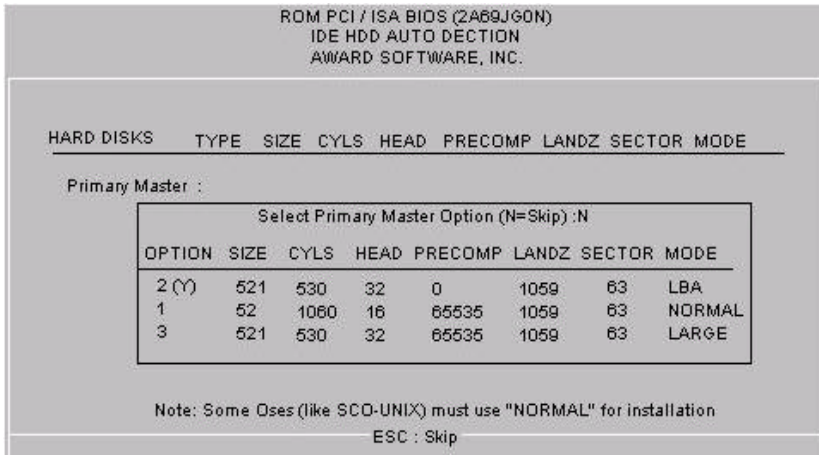 ROM PCI / ISA BIOS (2A69JG0N)
IDE HDD AUTO DECTION
AWARD SOFTWARE, INC.
HARD DISKS TYPE SIZE CYLS HEAD PRECOMP LANDZ SECTOR MODE
Primary Master :
Select Primary Master Option (N=Skip) :N
OPTION SIZE CYLS HEAD PRECOMP LANDZ SECTOR MODE
2 (Y) 521 530 32 0 1059 63 LBA
1 52 1060 16 65535 1059 63 NORMAL
3 521 530 32 65535 1059 63 LARGE
Note: Some Oses (like SCO-UNIX) must use "NORMAL" for installation
ESC : Skip